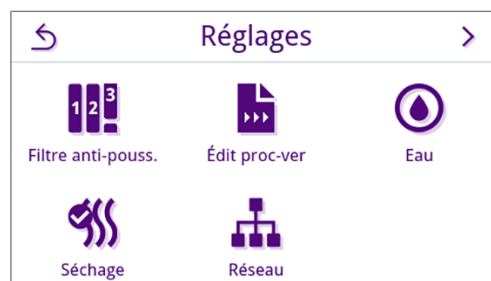 Réglages
1 2 3
Filtre anti-pouss.
Édit proc-ver
Eau
Séchage
Réseau